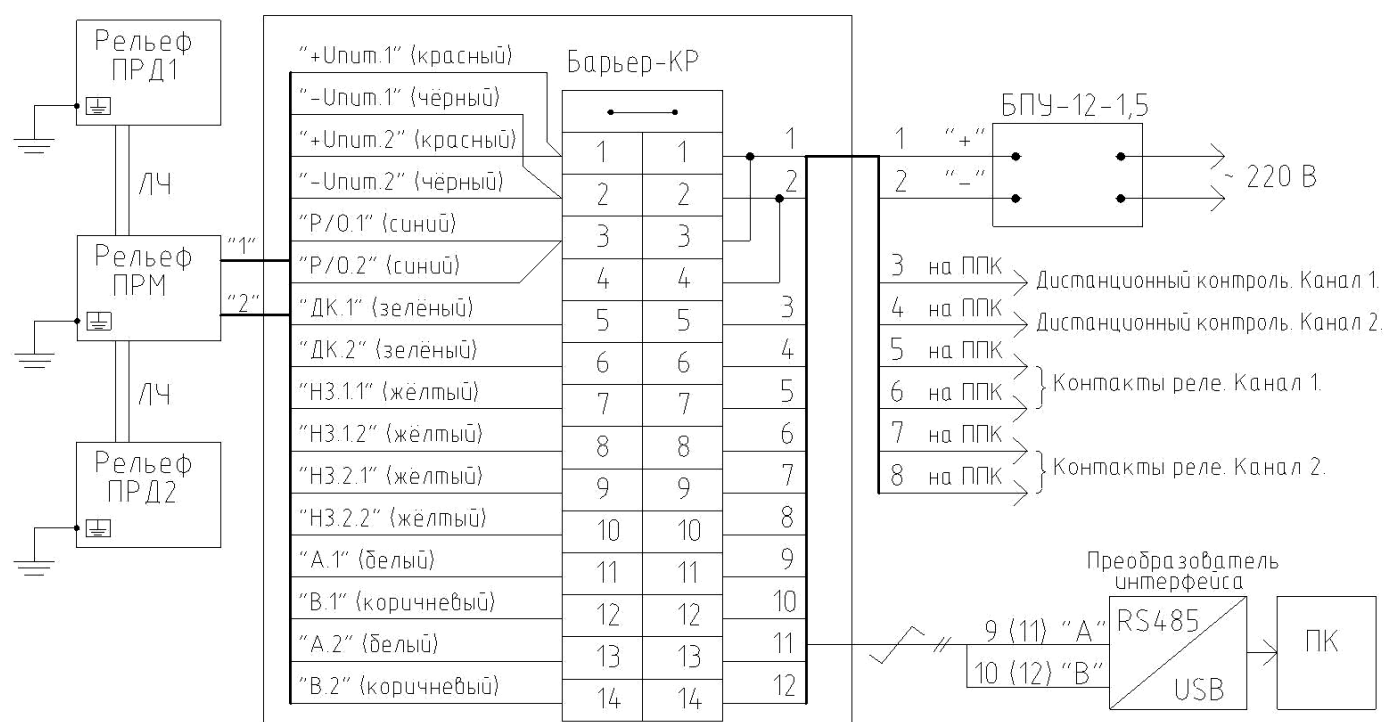 Рельеф
ПРД1
ЛЧ
Рельеф
ПРМ
"1"
"2"
ЛЧ
Рельеф
ПРД2
"+Uпит.1" (красный)
"-Uпит.1" (чёрный)
"+Uпит.2" (красный)
"-Uпит.2" (чёрный)
"Р/О.1" (синий)
"Р/О.2" (синий)
"ДК.1" (зелёный)
"ДК.2" (зелёный)
"НЗ.1.1" (жёлтый)
"НЗ.1.2" (жёлтый)
"НЗ.2.1" (жёлтый)
"НЗ.2.2" (жёлтый)
"А.1" (белый)
"В.1" (коричневый)
"А.2" (белый)
"В.2" (коричневый)
Барьер-КР
1 1
2 2
3 3
4 4
5 5
6 6
7 7
8 8
9 9
10 10
11 11
12 12
13 13
14 14
1
2
3
4
5
6
7
8
9
10
11
12
БПУ-12-1,5
1 "+"
2 "-"
~ 220 В
3 на ППК Дистанционный контроль. Канал 1.
4 на ППК Дистанционный контроль. Канал 2.
5 на ППК
6 на ППК
Контакты реле. Канал 1.
7 на ППК
8 на ППК
Контакты реле. Канал 2.
Преобразователь
интерфейса
9 (11) "А"
10 (12) "В"
RS485
USB
ПК